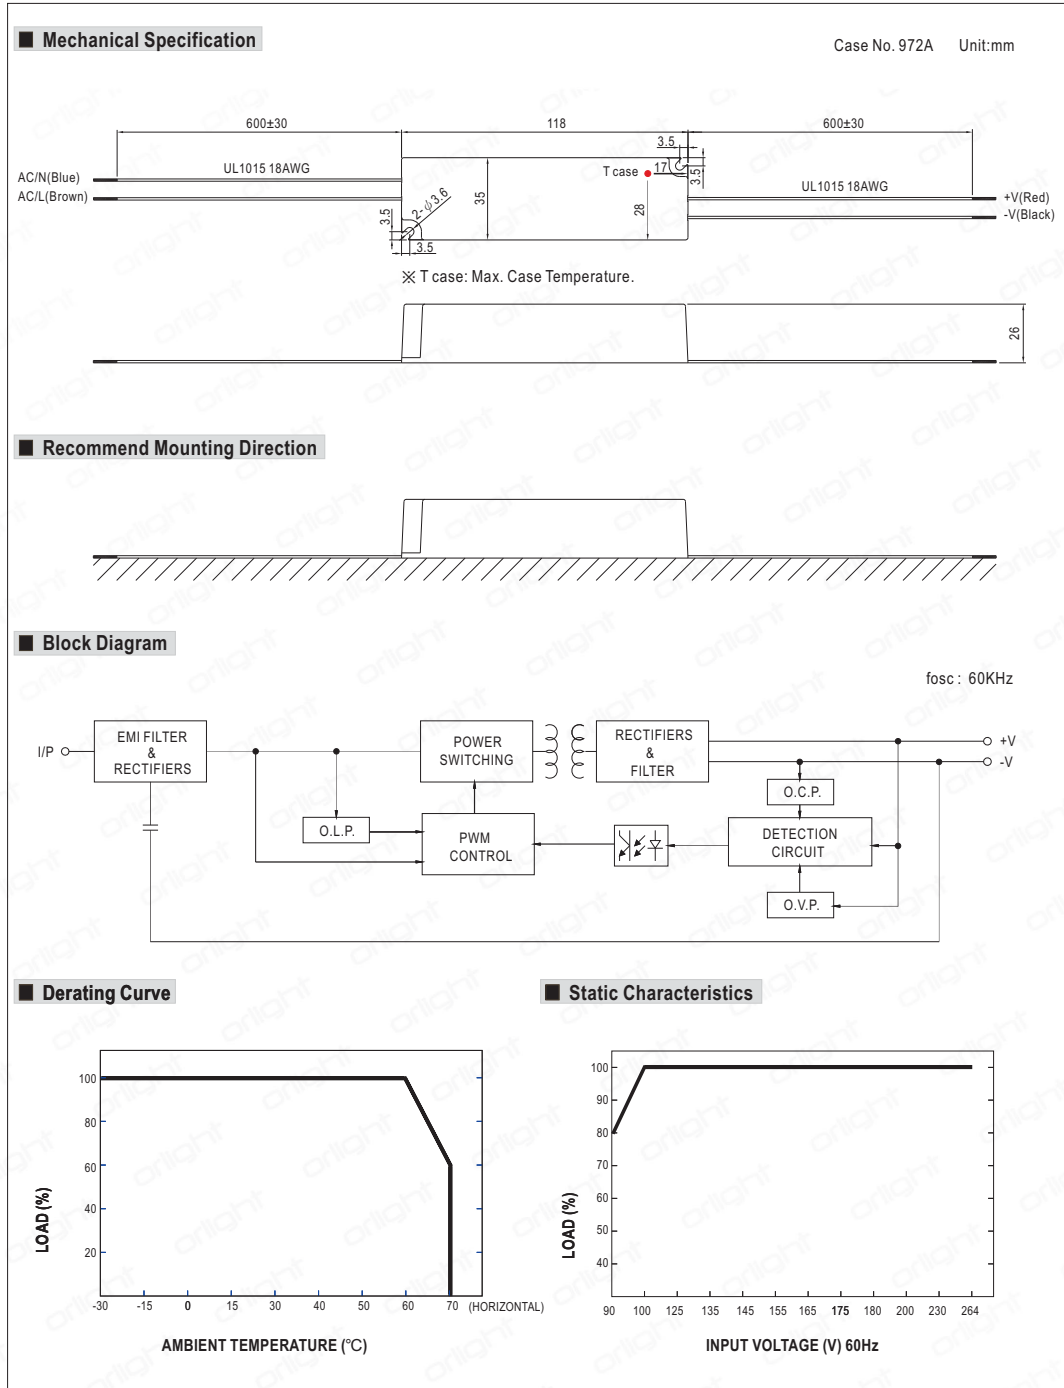 ■ Mechanical Specification
Case No. 972A Unit:mm
600±30
118
600±30
3.5
UL1015 18AWG
T case
17
3.5
AC/N(Blue)
AC/L(Brown)
35
28
2-φ3.6
3.5
3.5
UL1015 18AWG
+V(Red)
-V(Black)
※ T case: Max. Case Temperature.
26
■ Recommend Mounting Direction
■ Block Diagram
fosc : 60KHz
I/P
EMI FILTER
&
RECTIFIERS
POWER
SWITCHING
RECTIFIERS
&
FILTER
+V
-V
O.C.P.
O.L.P.
PWM
CONTROL
DETECTION
CIRCUIT
O.V.P.
■ Derating Curve
100
80
60
40
20
LOAD (%)
-30 -15 0 15 30 40 50 60 70 (HORIZONTAL)
AMBIENT TEMPERATURE (℃)
■ Static Characteristics
100
90
80
70
60
50
40
LOAD (%)
90 100 125 135 145 155 165 175 180 200 230 264
INPUT VOLTAGE (V) 60Hz
orlight